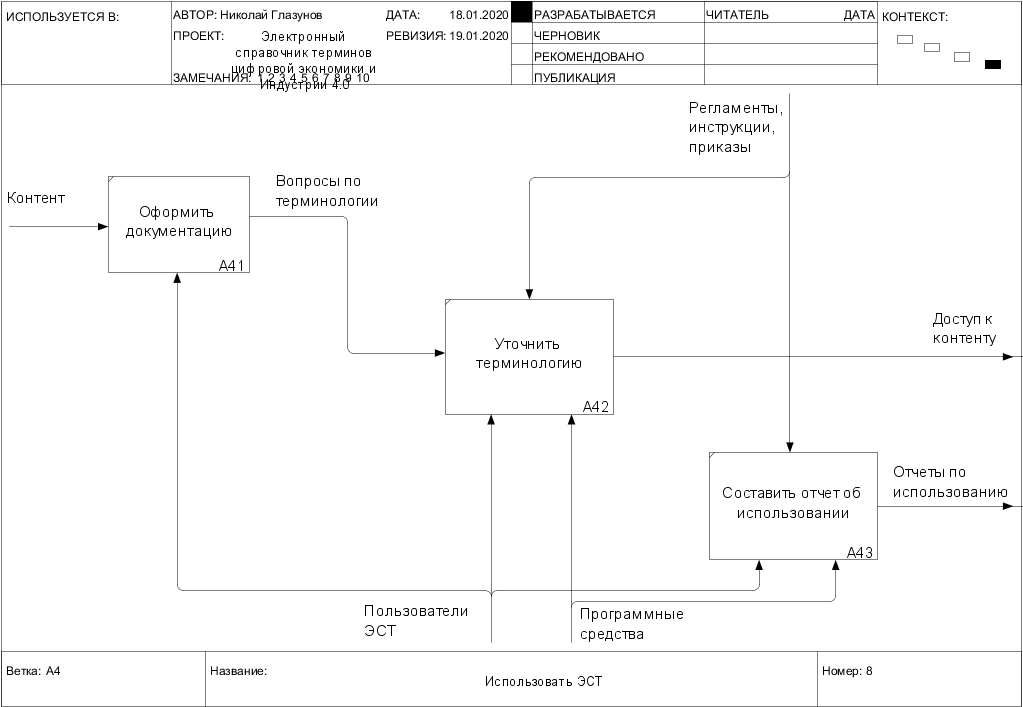 ИСПОЛЬЗУЕТСЯ В:
АВТОР: Николай Глазунов
ДАТА: 18.01.2020
РАЗРАБАТЫВАЕТСЯ
ЧИТАТЕЛЬ
ДАТА
КОНТЕКСТ:
ПРОЕКТ:
Электронный
справочник терминов
цифровой экономики и
Индустрии 4.0
РЕВИЗИЯ: 19.01.2020
ЧЕРНОВИК
РЕКОМЕНДОВАНО
ЗАМЕЧАНИЯ: 1 2 3 4 5 6 7 8 9 10
ПУБЛИКАЦИЯ
Регламенты,
инструкции,
приказы
Контент
Оформить
документацию
A41
Вопросы по
терминологии
Уточнить
терминологию
A42
Доступ к
контенту
Составить отчет об
использовании
A43
Отчеты по
использованию
Пользователи
ЭСТ
Программные
средства
Ветка: A4
Название:
Использовать ЭСТ
Номер: 8